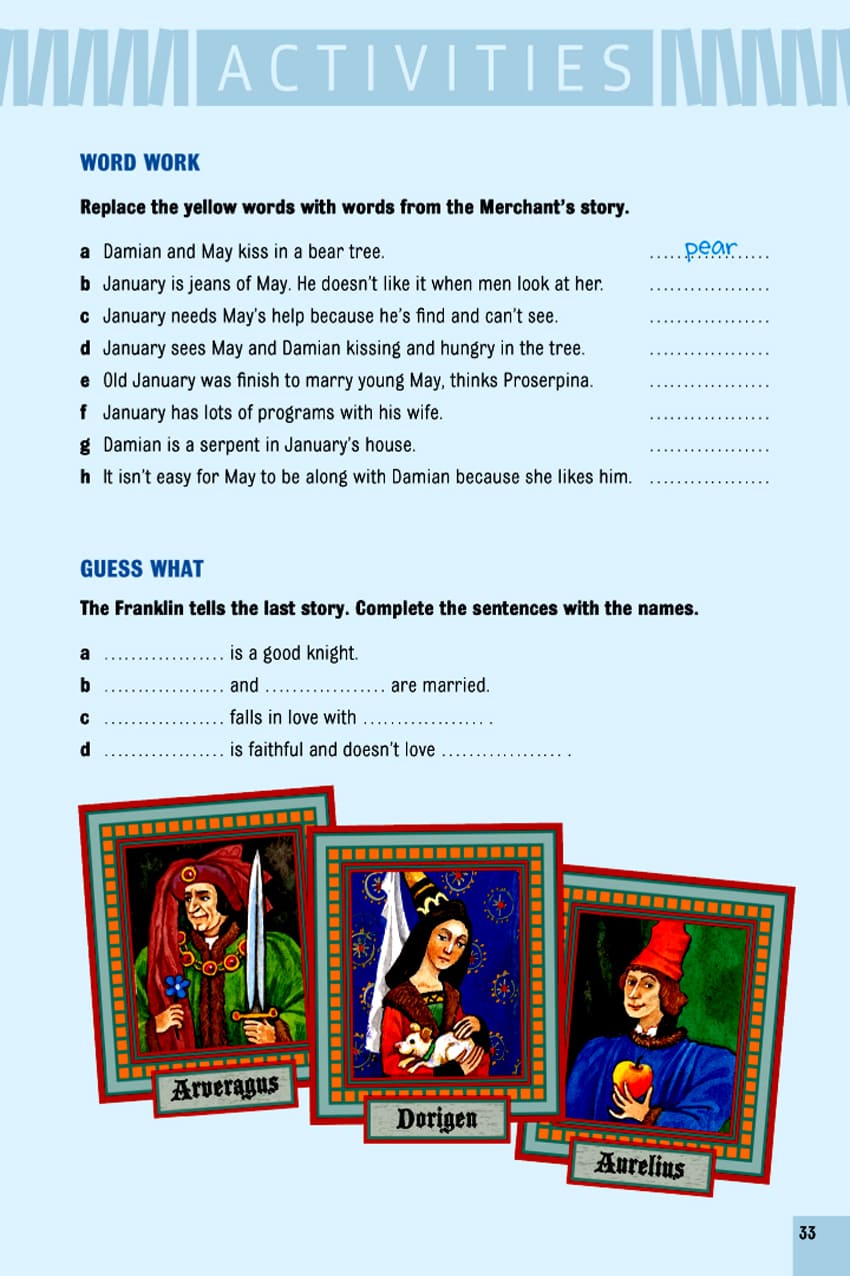 ACTIVITIES
WORD WORK
Replace the yellow words with words from the Merchant's story.
a Damian and May kiss in a bear tree. .....pear.....
b January is jeans of May. He doesn't like it when men look at her. ..................
c January needs May's help because he's find and can't see. ..................
d January sees May and Damian kissing and hungry in the tree. ..................
e Old January was finish to marry young May, thinks Proserpina. ..................
f January has lots of programs with his wife. ..................
g Damian is a serpent in January's house. ..................
h It isn't easy for May to be along with Damian because she likes him. ..................
GUESS WHAT
The Franklin tells the last story. Complete the sentences with the names.
a .................. is a good knight.
b .................. and .................. are married.
c .................. falls in love with .................. .
d .................. is faithful and doesn't love .................. .
Arveragus
Dorigen
Aurelius
33